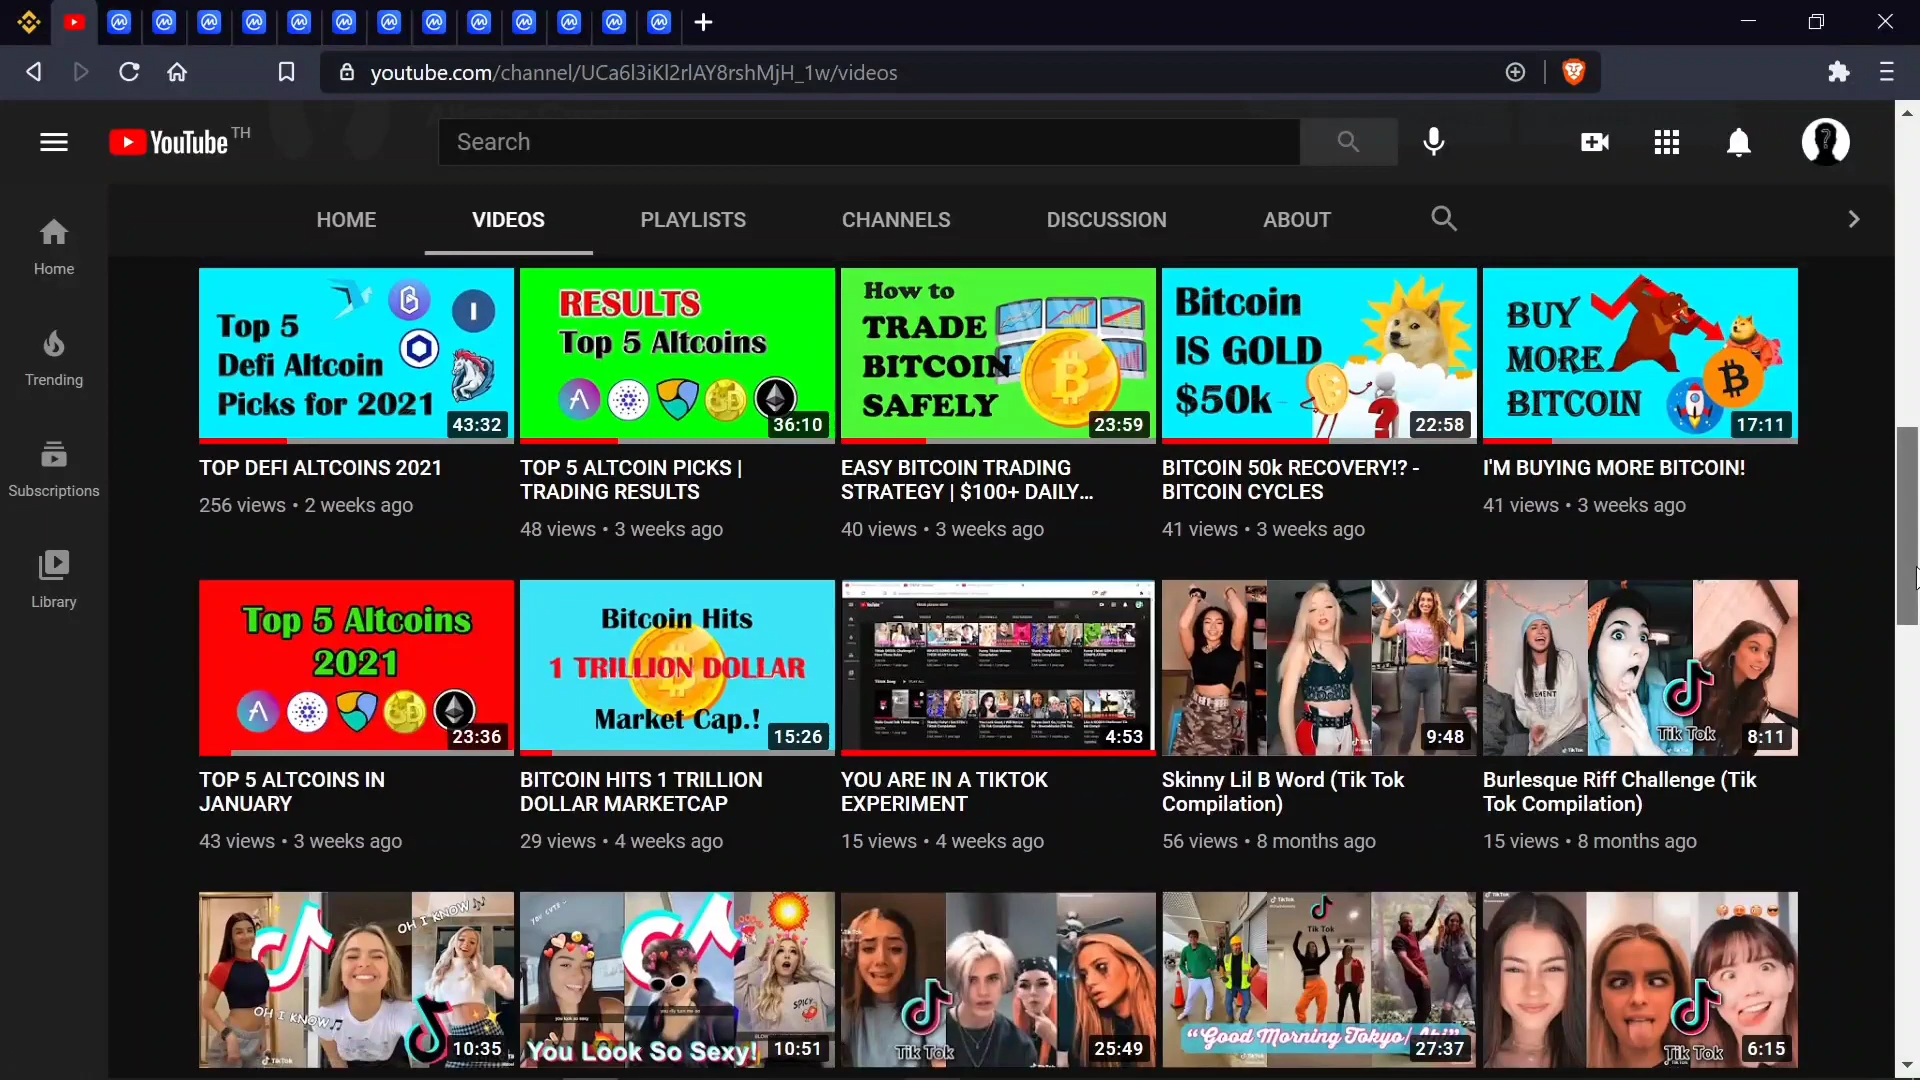 youtube.com/channel/UCa6l3iKl2rlAY8rshMjH_1w/videos
YouTube TH
Search
HOME
VIDEOS
PLAYLISTS
CHANNELS
DISCUSSION
ABOUT
Home
Trending
Subscriptions
Library
Top 5
Defi Altcoin
Picks for 2021
43:32
RESULTS
Top 5 Altcoins
36:10
How to
TRADE
BITCOIN
SAFELY
23:59
Bitcoin
IS GOLD
$50k
22:58
BUY
MORE
BITCOIN
17:11
TOP DEFI ALTCOINS 2021
256 views • 2 weeks ago
TOP 5 ALTCOIN PICKS |
TRADING RESULTS
48 views • 3 weeks ago
EASY BITCOIN TRADING
STRATEGY | $100+ DAILY...
40 views • 3 weeks ago
BITCOIN 50k RECOVERY!? -
BITCOIN CYCLES
41 views • 3 weeks ago
I'M BUYING MORE BITCOIN!
41 views • 3 weeks ago
Top 5 Altcoins
2021
23:36
Bitcoin Hits
1 TRILLION DOLLAR
Market Cap.!
15:26
4:53
9:48
Tik Tok
8:11
TOP 5 ALTCOINS IN
JANUARY
43 views • 3 weeks ago
BITCOIN HITS 1 TRILLION
DOLLAR MARKETCAP
29 views • 4 weeks ago
YOU ARE IN A TIKTOK
EXPERIMENT
15 views • 4 weeks ago
Skinny Lil B Word (Tik Tok
Compilation)
56 views • 8 months ago
Burlesque Riff Challenge (Tik
Tok Compilation)
15 views • 8 months ago
OH I KNOW
OH I KNOW
TikTok
10:35
YOU CUTE
SPICY
You Look So Sexy!
10:51
Tik Tok
25:49
TikTok
Tik Tok
"Good Morning Tokyo/
27:37
TikTok
Tik Tok
6:15